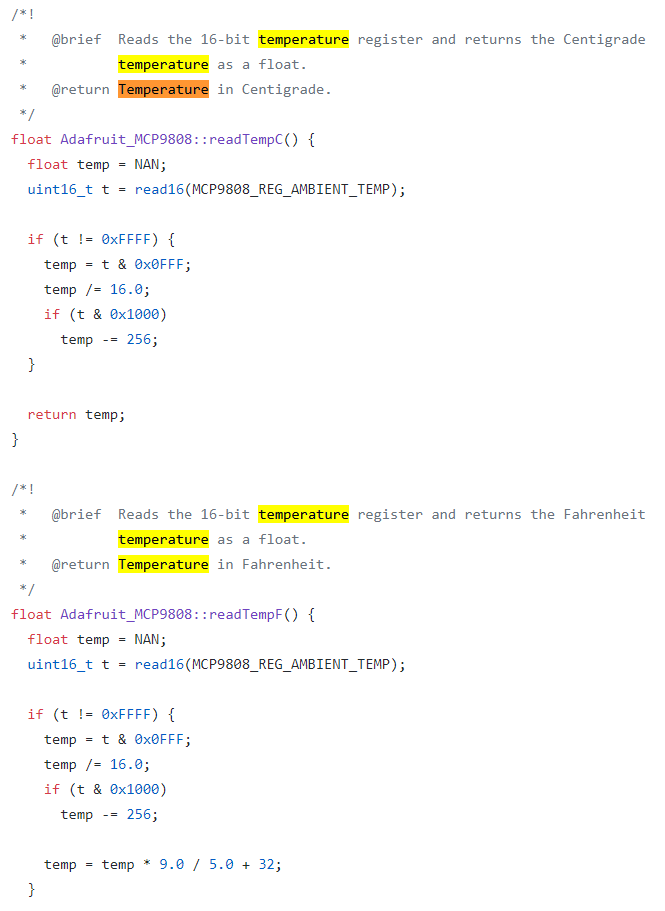 /*!
 *   @brief  Reads the 16-bit temperature register and returns the Centigrade
 *           temperature as a float.
 *   @return Temperature in Centigrade.
 */
float Adafruit_MCP9808::readTempC() {
  float temp = NAN;
  uint16_t t = read16(MCP9808_REG_AMBIENT_TEMP);

  if (t != 0xFFFF) {
    temp = t & 0x0FFF;
    temp /= 16.0;
    if (t & 0x1000)
      temp -= 256;
  }

  return temp;
}

/*!
 *   @brief  Reads the 16-bit temperature register and returns the Fahrenheit
 *           temperature as a float.
 *   @return Temperature in Fahrenheit.
 */
float Adafruit_MCP9808::readTempF() {
  float temp = NAN;
  uint16_t t = read16(MCP9808_REG_AMBIENT_TEMP);

  if (t != 0xFFFF) {
    temp = t & 0x0FFF;
    temp /= 16.0;
    if (t & 0x1000)
      temp -= 256;

    temp = temp * 9.0 / 5.0 + 32;
  }